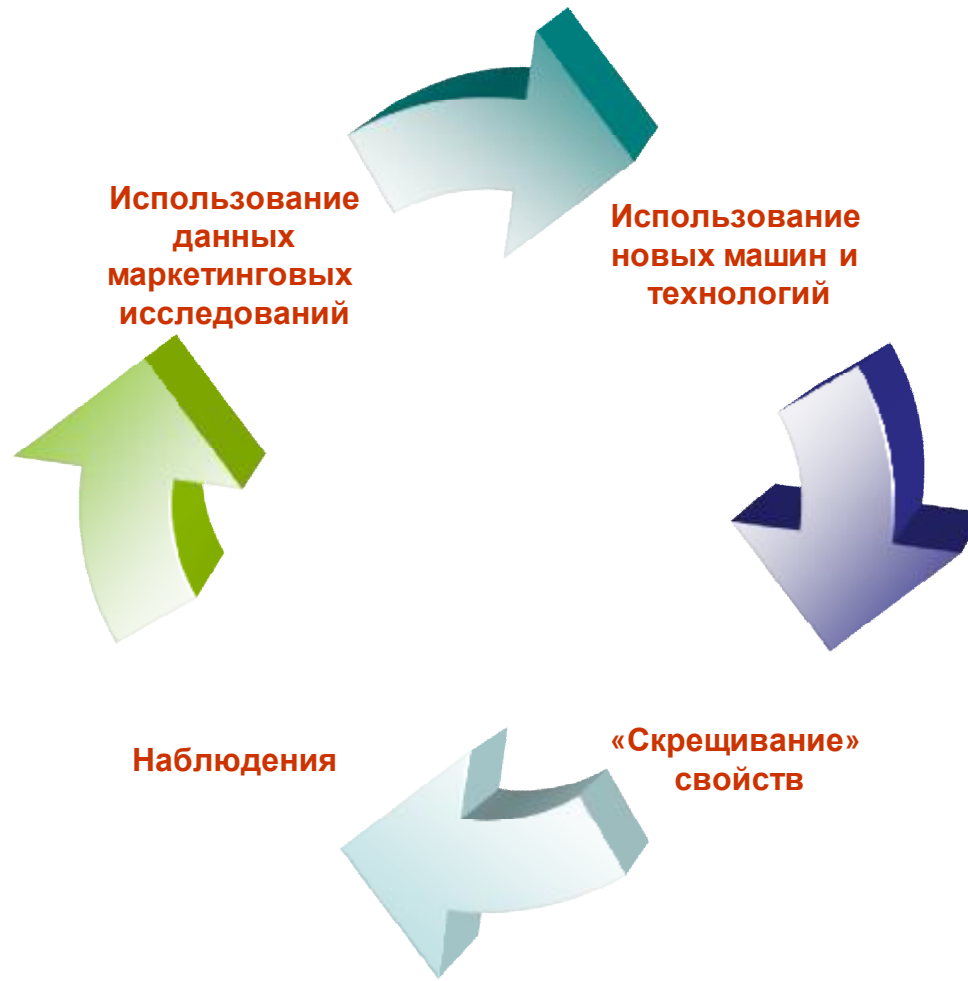 Использование
данных
маркетинговых
исследований
Использование
новых машин и
технологий
Наблюдения
«Скрещивание»
свойств